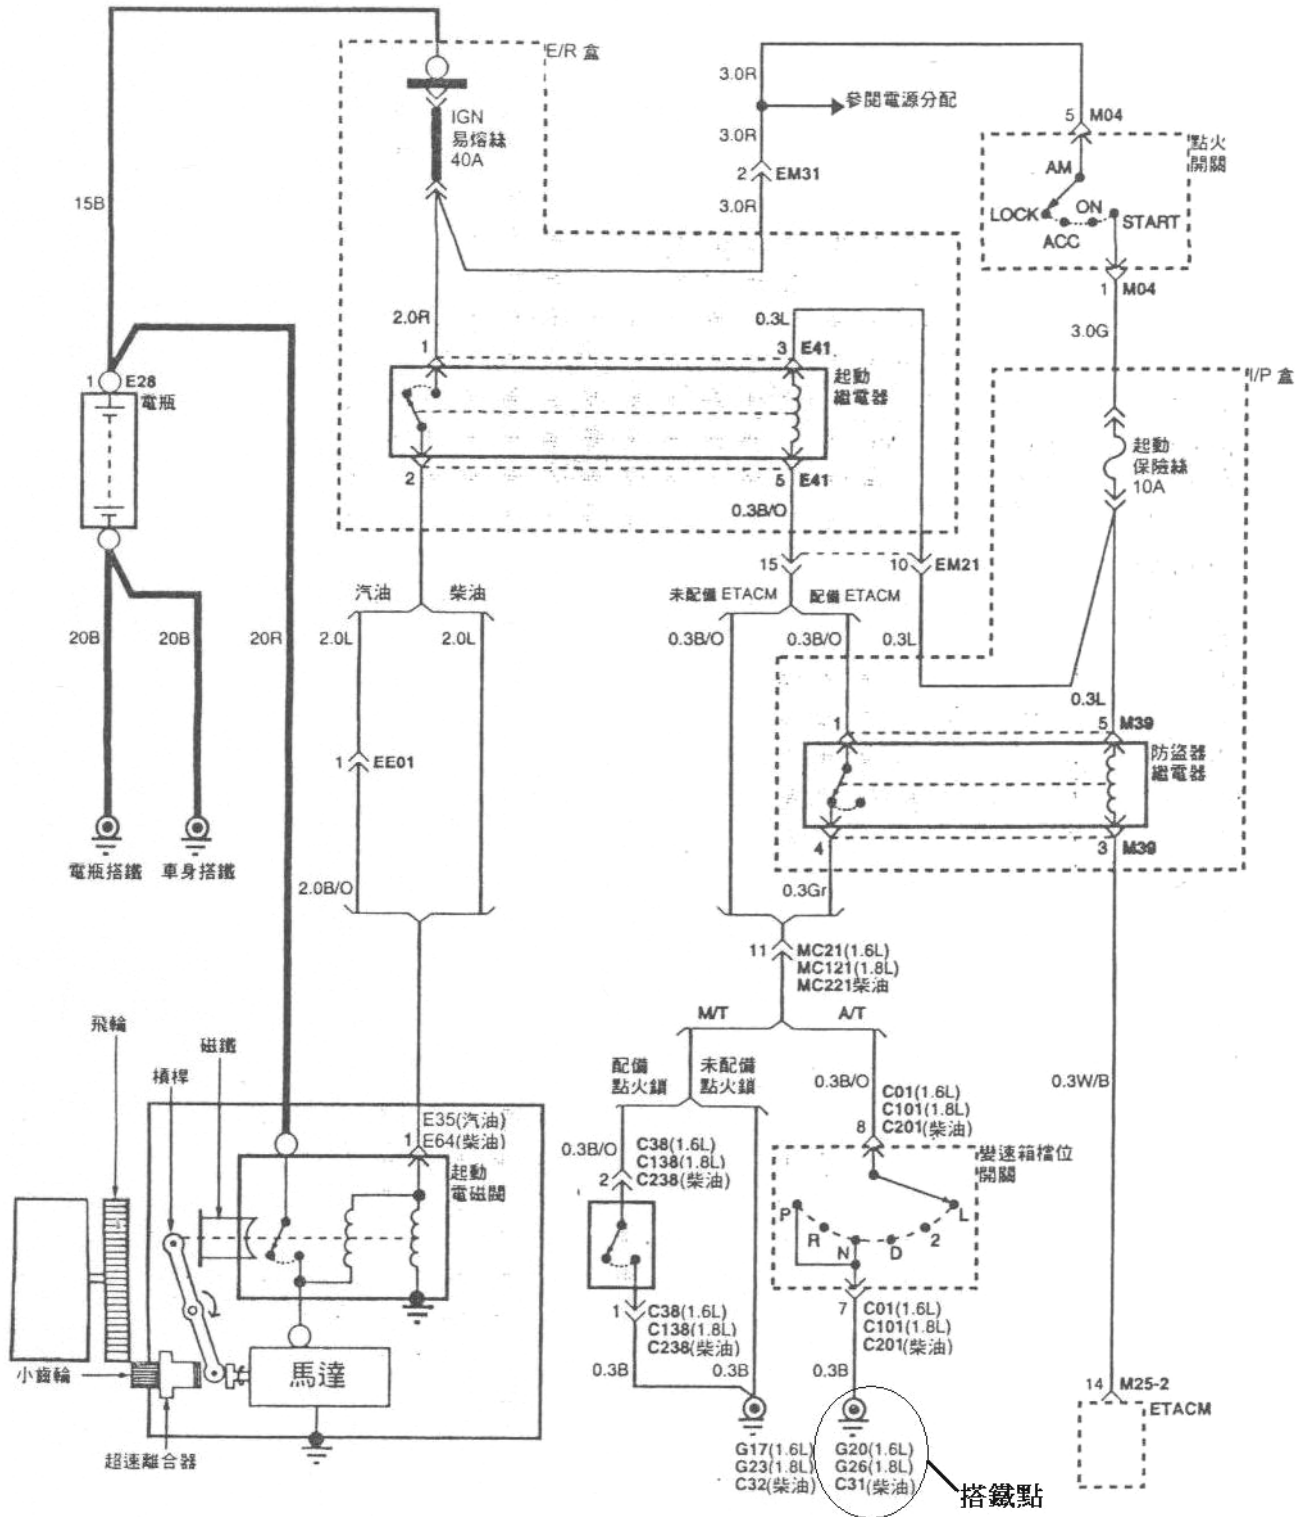 E/R 盒
IGN
易熔絲
40A
15B
3.0R
參閱電源分配
3.0R
2 EM31
3.0R
5 M04
點火
開關
AM
LOCK
ON
ACC
START
1 M04
3.0G
2.0R
0.3L
1
3 E41
起動
繼電器
2
5 E41
0.3B/O
I/P 盒
起動
保險絲
10A
1 E28
電瓶
15
10 EM21
汽油
柴油
未配備 ETACM
配備 ETACM
20B
20B
20R
2.0L
2.0L
0.3B/O
0.3B/O
0.3L
0.3L
1
5 M39
防盜器
繼電器
1 EE01
4
3 M39
電瓶搭鐵
車身搭鐵
2.0B/O
0.3Gr
11 MC21(1.6L)
MC121(1.8L)
MC221柴油
M/T
A/T
飛輪
磁鐵
槓桿
配備
點火鎖
未配備
點火鎖
0.3B/O
C01(1.6L)
C101(1.8L)
8 C201(柴油)
0.3W/B
E35(汽油)
1 E64(柴油)
起動
電磁閥
0.3B/O
C38(1.6L)
C138(1.8L)
2 C238(柴油)
變速箱檔位
開關
P
R
N
D
2
L
1 C38(1.6L)
C138(1.8L)
C238(柴油)
7 C01(1.6L)
C101(1.8L)
C201(柴油)
小齒輪
馬達
0.3B
0.3B
0.3B
14 M25-2
ETACM
超速離合器
G17(1.6L)
G23(1.8L)
C32(柴油)
G20(1.6L)
G26(1.8L)
C31(柴油)
搭鐵點